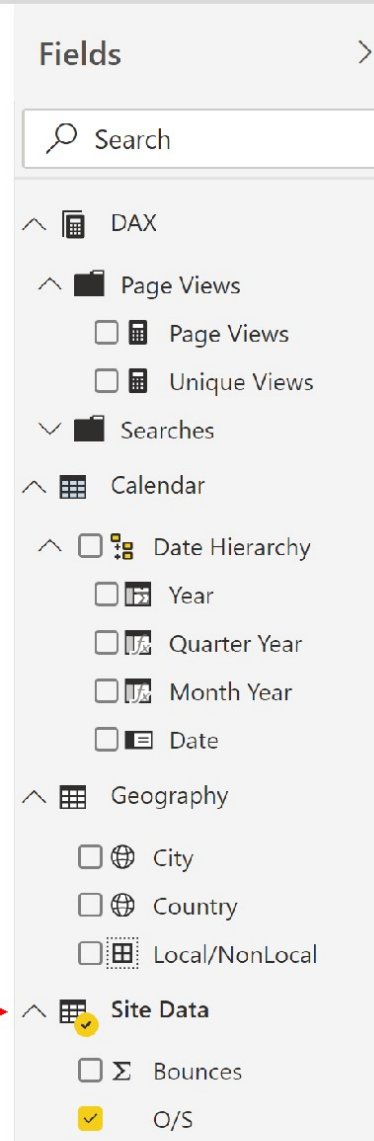 Fields
Search
DAX
Page Views
Page Views
Unique Views
Searches
Calendar
Date Hierarchy
Year
Quarter Year
Month Year
Date
Geography
City
Country
Local/NonLocal
Site Data
Bounces
O/S